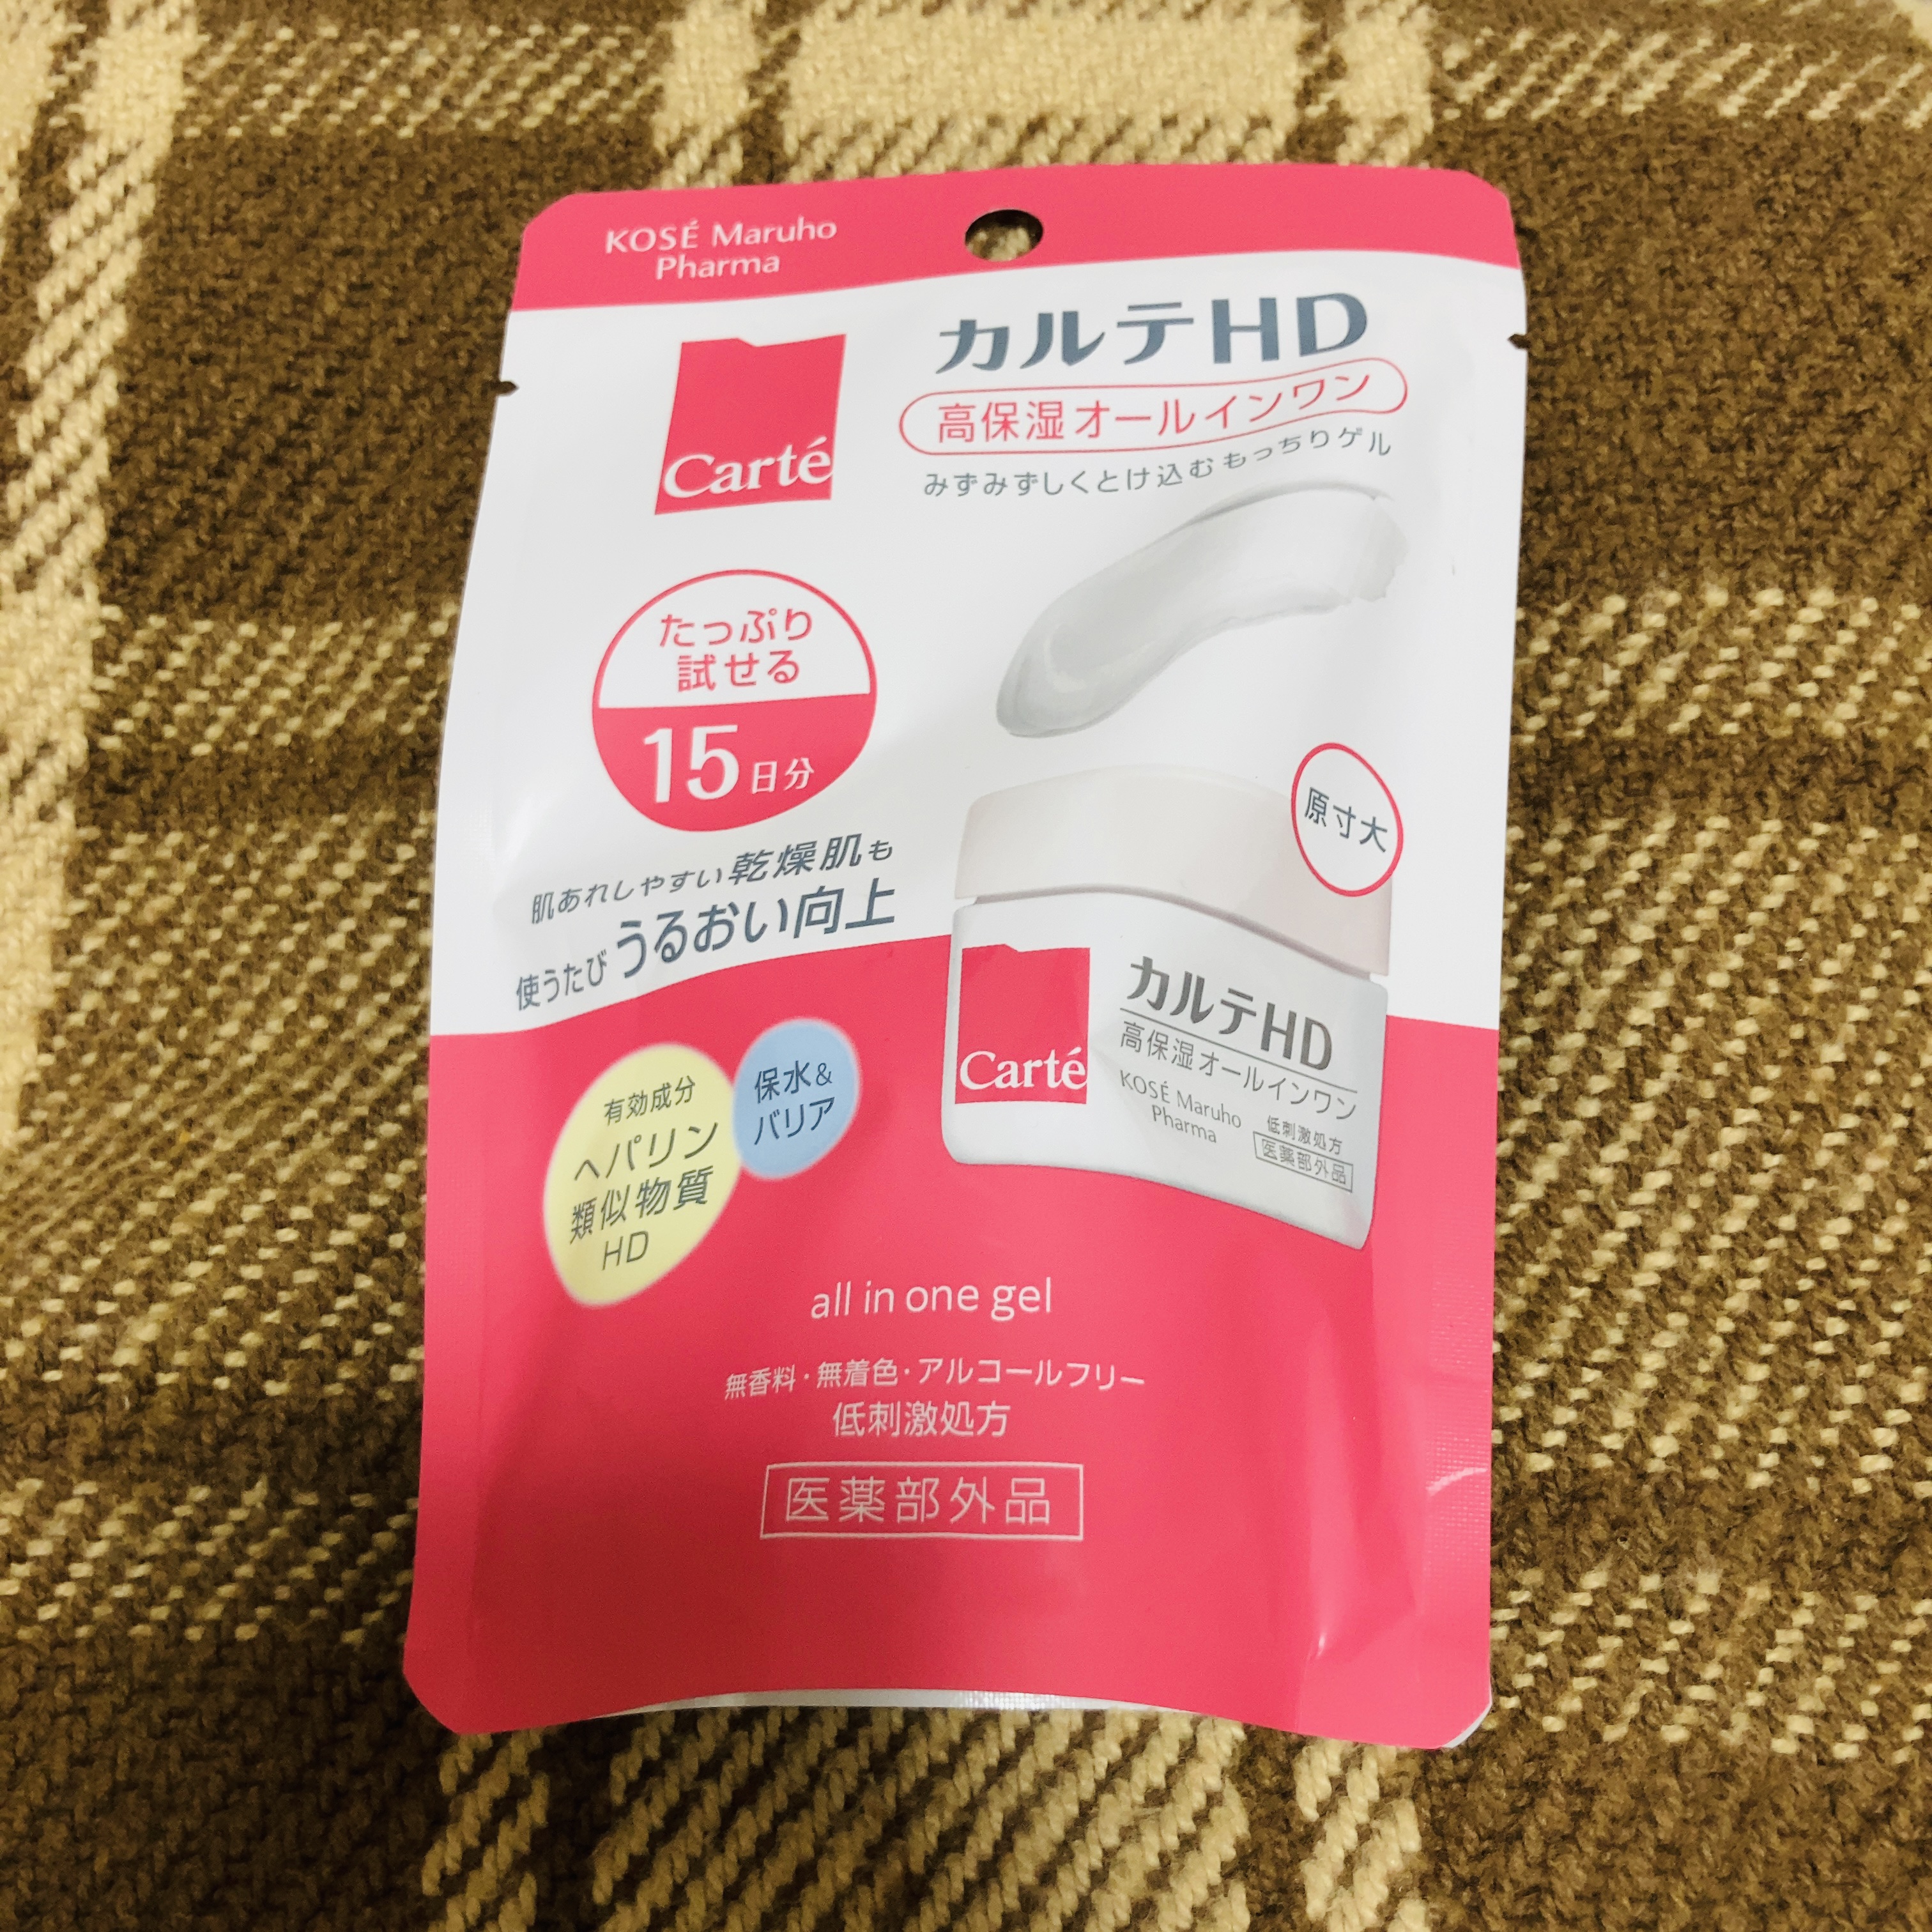 KOSÉ Maruho
Pharma
Carté
カルテHD
高保湿オールインワン
みずみずしくとけ込むもっちりゲル
たっぷり
試せる
15日分
原寸大
肌あれしやすい乾燥肌も
使うたびうるおい向上
カルテHD
高保湿オールインワン
Carté
KOSÉ Maruho
Pharma
低刺激処方
医薬部外品
有効成分
ヘパリン
類似物質
HD
保水&
バリア
all in one gel
無香料・無着色・アルコールフリー
低刺激処方
医薬部外品